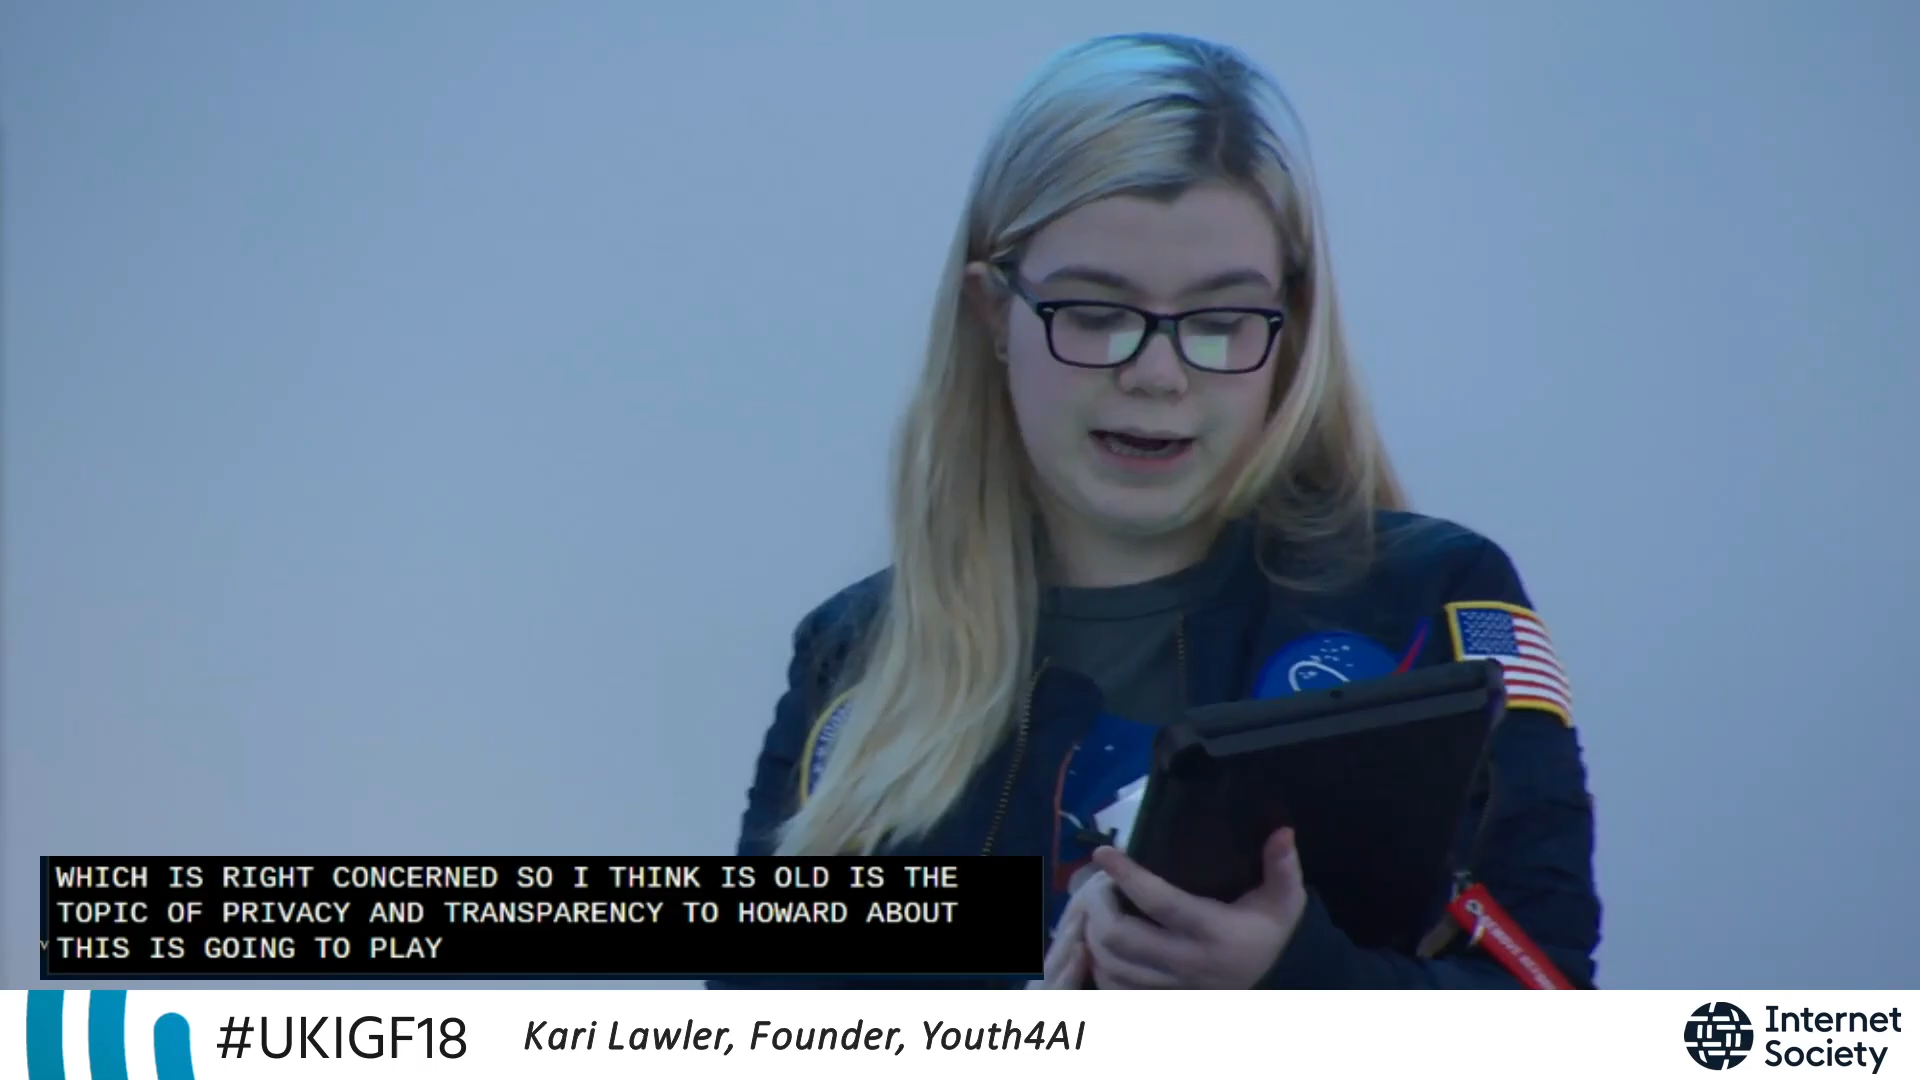 WHICH IS RIGHT CONCERNED SO I THINK IS OLD IS THE
TOPIC OF PRIVACY AND TRANSPARENCY TO HOWARD ABOUT
THIS IS GOING TO PLAY
#UKIGF18
Kari Lawler, Founder, Youth4AI
Internet
Society